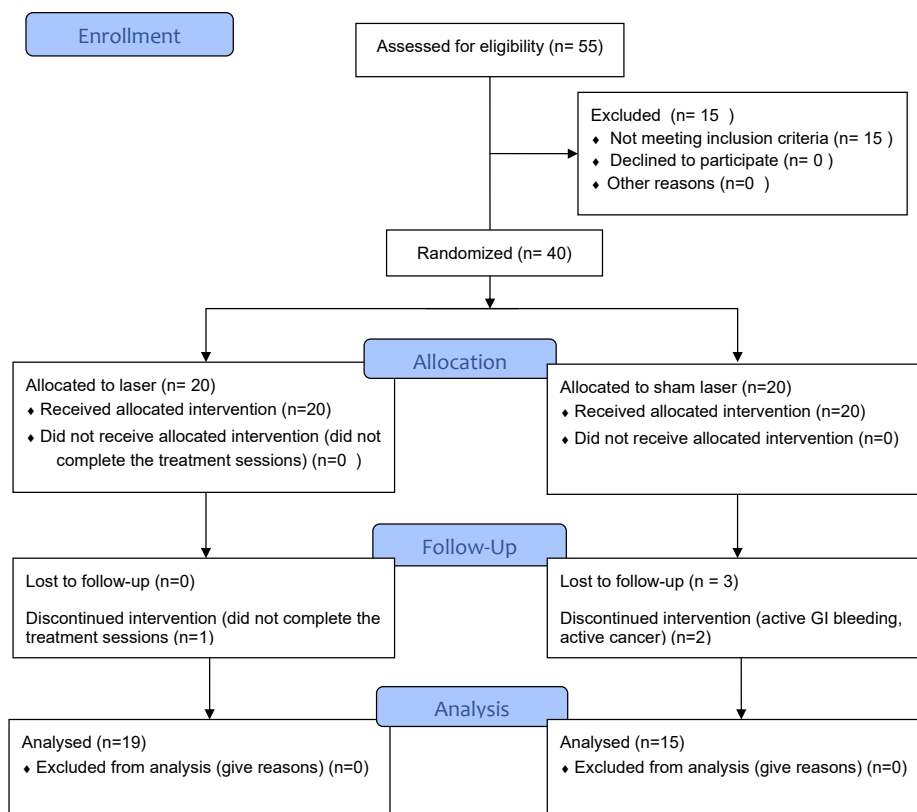 Enrollment
Assessed for eligibility (n= 55)
Excluded  (n= 15  )
♦ Not meeting inclusion criteria (n= 15 )
♦ Declined to participate (n= 0 )
♦ Other reasons (n=0  )
Randomized (n= 40)
Allocation
Allocated to laser (n= 20)
♦ Received allocated intervention (n=20)
♦ Did not receive allocated intervention (did not
complete the treatment sessions) (n=0  )
Allocated to sham laser (n=20)
♦ Received allocated intervention (n=20)
♦ Did not receive allocated intervention (n=0)
Follow-Up
Lost to follow-up (n=0)
Discontinued intervention (did not complete the
treatment sessions (n=1)
Lost to follow-up (n = 3)
Discontinued intervention (active GI bleeding,
active cancer) (n=2)
Analysis
Analysed (n=19)
♦ Excluded from analysis (give reasons) (n=0)
Analysed (n=15)
♦ Excluded from analysis (give reasons) (n=0)